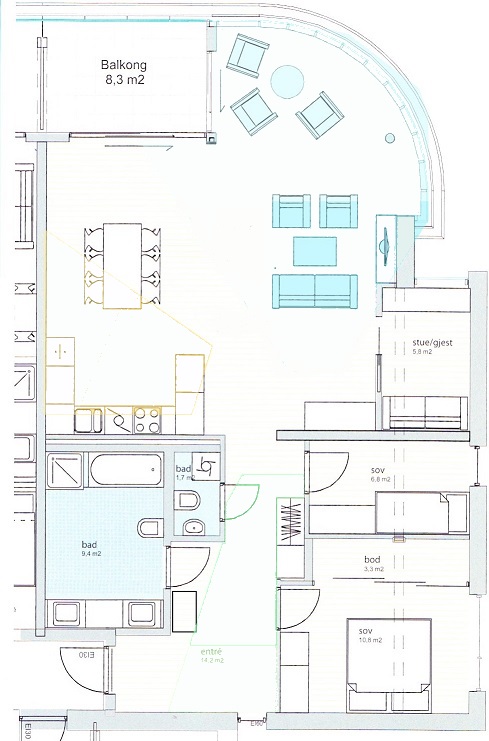 Balkong
8,3 m2
stue/gjest
5,8 m2
bad
1,7 m2
sov
6,8 m2
bad
9,4 m2
bod
3,3 m2
sov
10,8 m2
entré
14,2 m2
EI30
EI60
EI30